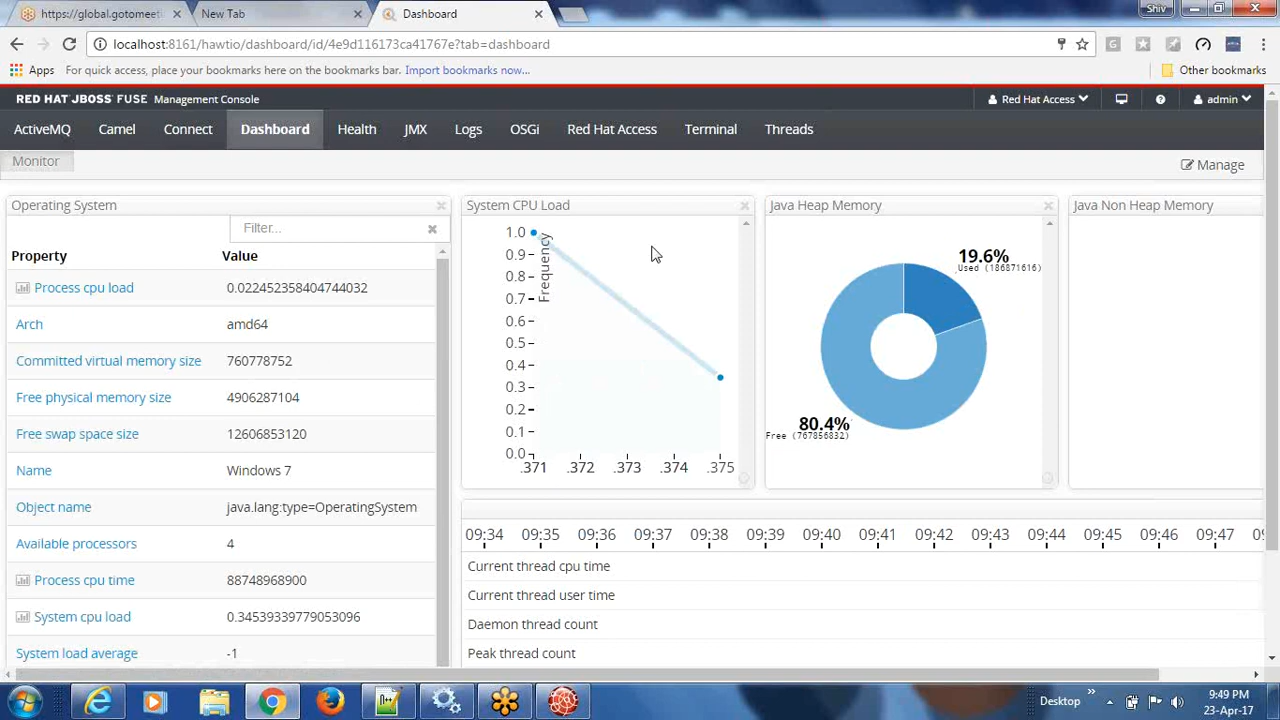 https://global.gotomeeti
New Tab
Dashboard
Shiv
localhost:8161/hawtio/dashboard/id/4e9d116173cs41767e?tab=dashboard
Apps
For quick access, place your bookmarks here on the bookmarks bar. Import bookmarks now...
Other bookmarks
RED HAT JBOSS FUSE Management Console
Red Hat Access
admin
ActiveMQ Camel Connect Dashboard Health JMX Logs OSGi Red Hat Access Terminal Threads
Monitor
Manage
Operating System
Filter...
Property Value
Process cpu load 0.022452358404744032
Arch amd64
Committed virtual memory size 760778752
Free physical memory size 4906287104
Free swap space size 12606853120
Name Windows 7
Object name java.lang:type=OperatingSystem
Available processors 4
Process cpu time 88748968900
System cpu load 0.34539339779053096
System load average -1
System CPU Load
Frequency
1.0
0.9
0.8
0.7
0.6
0.5
0.4
0.3
0.2
0.1
0.0
.371 .372 .373 .374 .375
Java Heap Memory
19.6%
Used (186871616)
80.4%
Free (767856832)
Java Non Heap Memory
09:34 09:35 09:36 09:37 09:38 09:39 09:40 09:41 09:42 09:43 09:44 09:45 09:46 09:47
Current thread cpu time
Current thread user time
Daemon thread count
Peak thread count
Desktop
9:49 PM
23-Apr-17